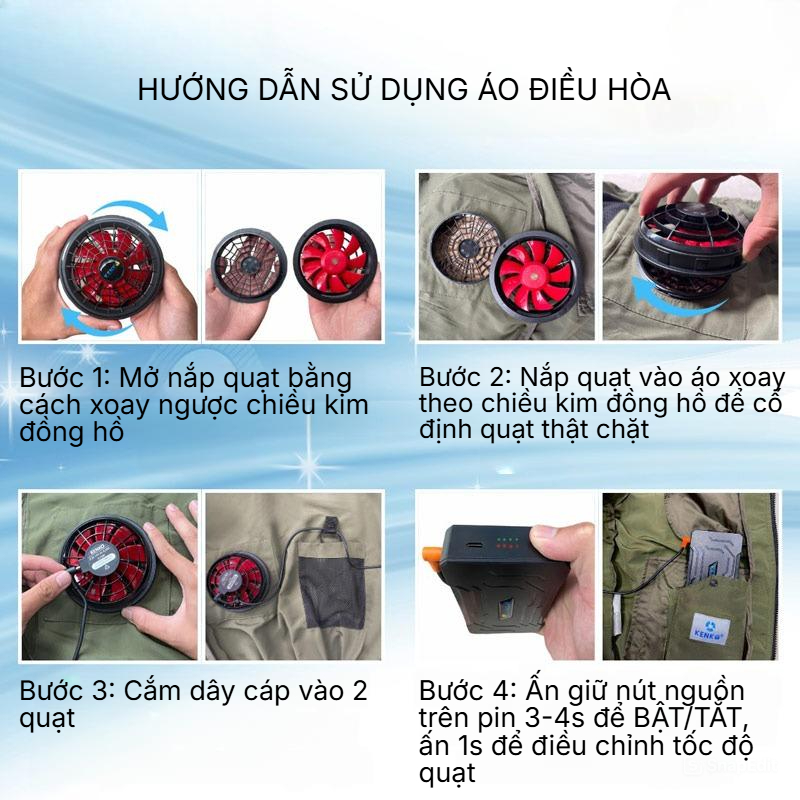 HƯỚNG DẪN SỬ DỤNG ÁO ĐIỀU HÒA
Bước 1: Mở nắp quạt bằng
cách xoay ngược chiều kim
đồng hồ
Bước 2: Nắp quạt vào áo xoay
theo chiều kim đồng hồ để cố
định quạt thật chặt
KENKO
KENKO
Bước 3: Cắm dây cáp vào 2
quạt
Bước 4: Ấn giữ nút nguồn
trên pin 3-4s để BẬT/TẮT,
ấn 1s để điều chỉnh tốc độ
quạt